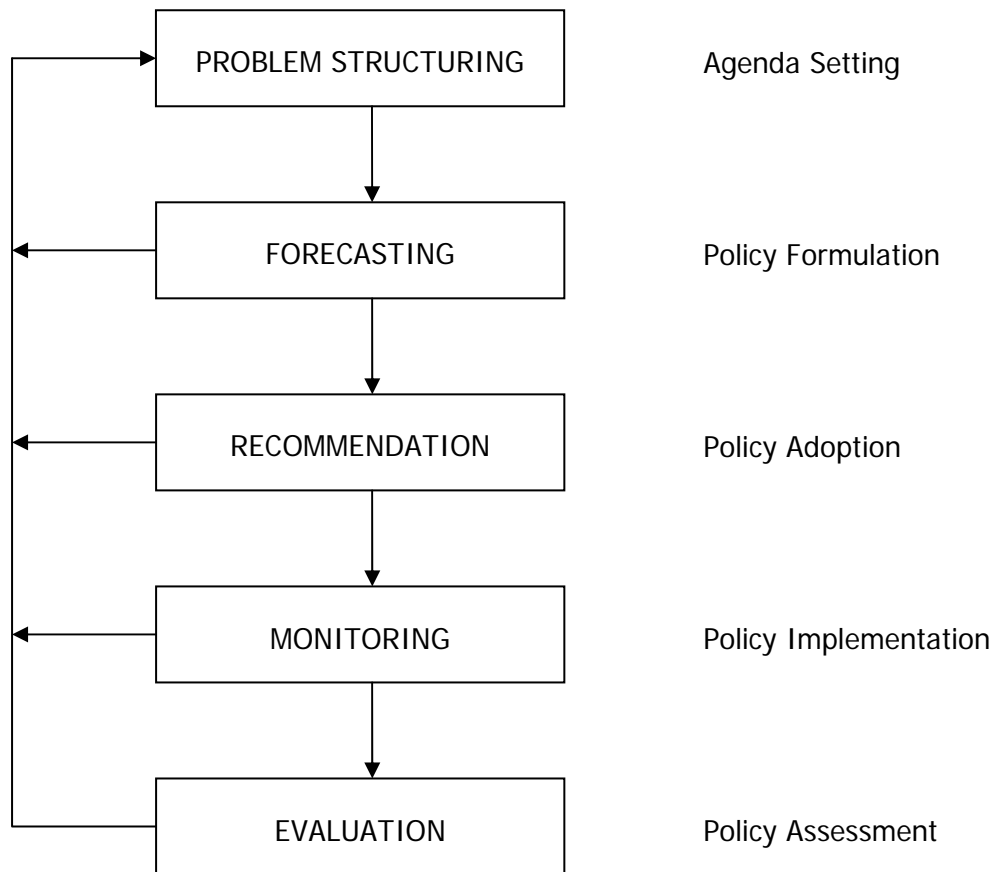 PROBLEM STRUCTURING Agenda Setting
FORECASTING Policy Formulation
RECOMMENDATION Policy Adoption
MONITORING Policy Implementation
EVALUATION Policy Assessment